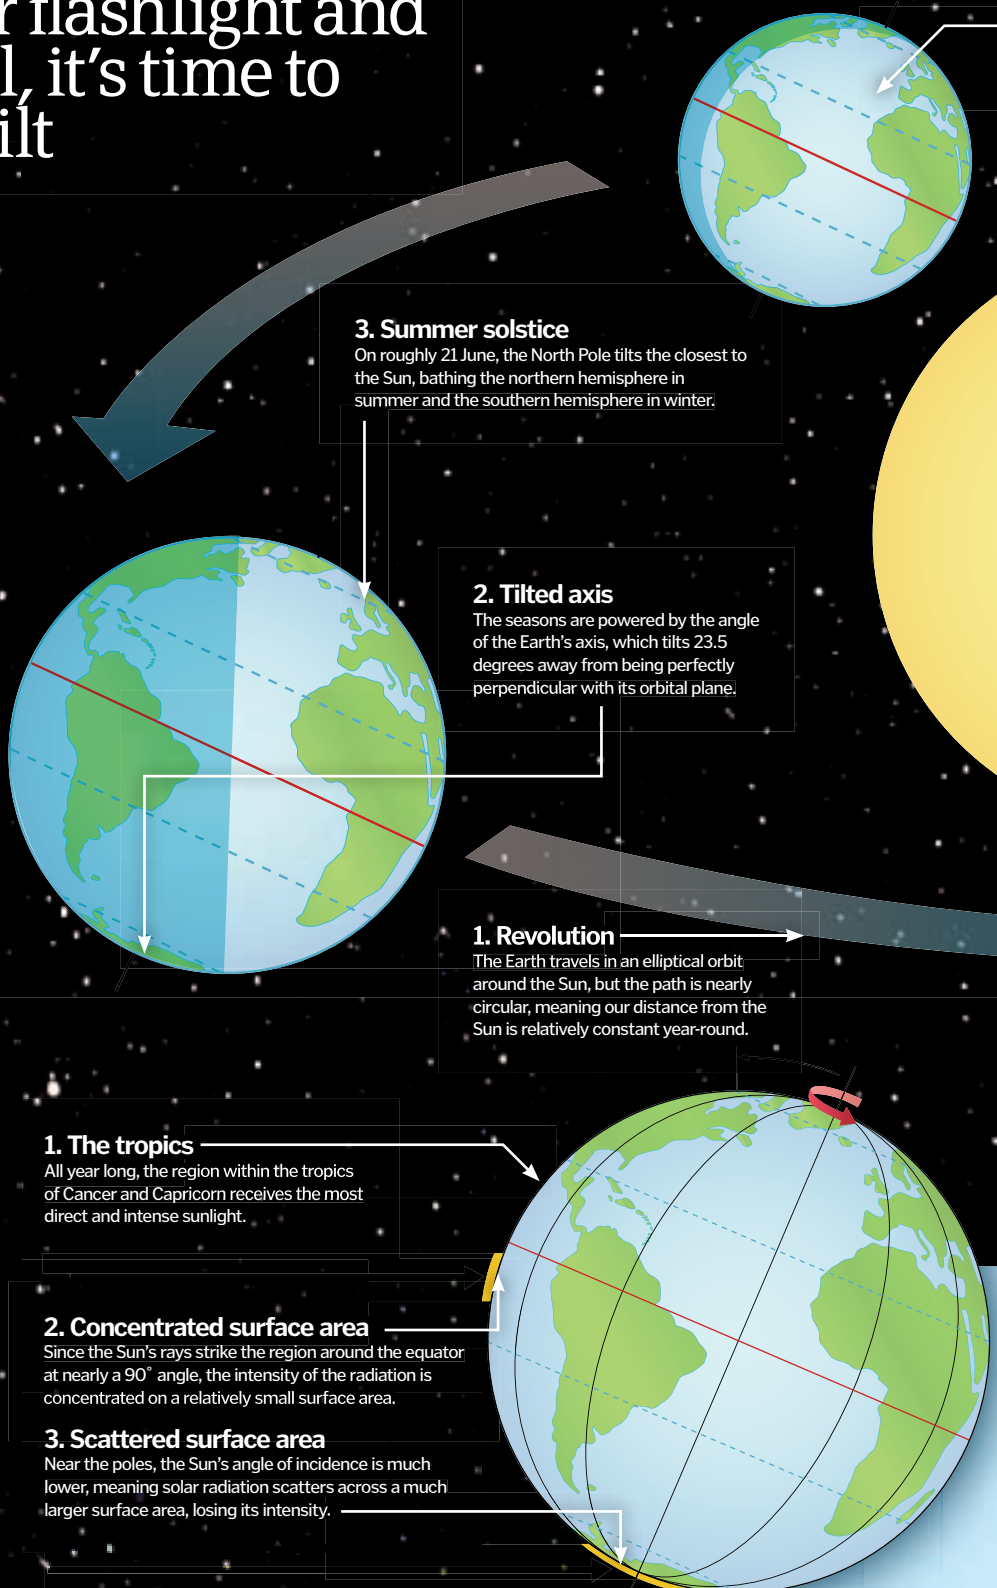 r flashlight and
l, it's time to
ilt
3. Summer solstice
On roughly 21 June, the North Pole tilts the closest to
the Sun, bathing the northern hemisphere in
summer and the southern hemisphere in winter.
2. Tilted axis
The seasons are powered by the angle
of the Earth's axis, which tilts 23.5
degrees away from being perfectly
perpendicular with its orbital plane.
1. Revolution
The Earth travels in an elliptical orbit
around the Sun, but the path is nearly
circular, meaning our distance from the
Sun is relatively constant year-round.
1. The tropics
All year long, the region within the tropics
of Cancer and Capricorn receives the most
direct and intense sunlight.
2. Concentrated surface area
Since the Sun's rays strike the region around the equator
at nearly a 90° angle, the intensity of the radiation is
concentrated on a relatively small surface area.
3. Scattered surface area
Near the poles, the Sun's angle of incidence is much
lower, meaning solar radiation scatters across a much
larger surface area, losing its intensity.